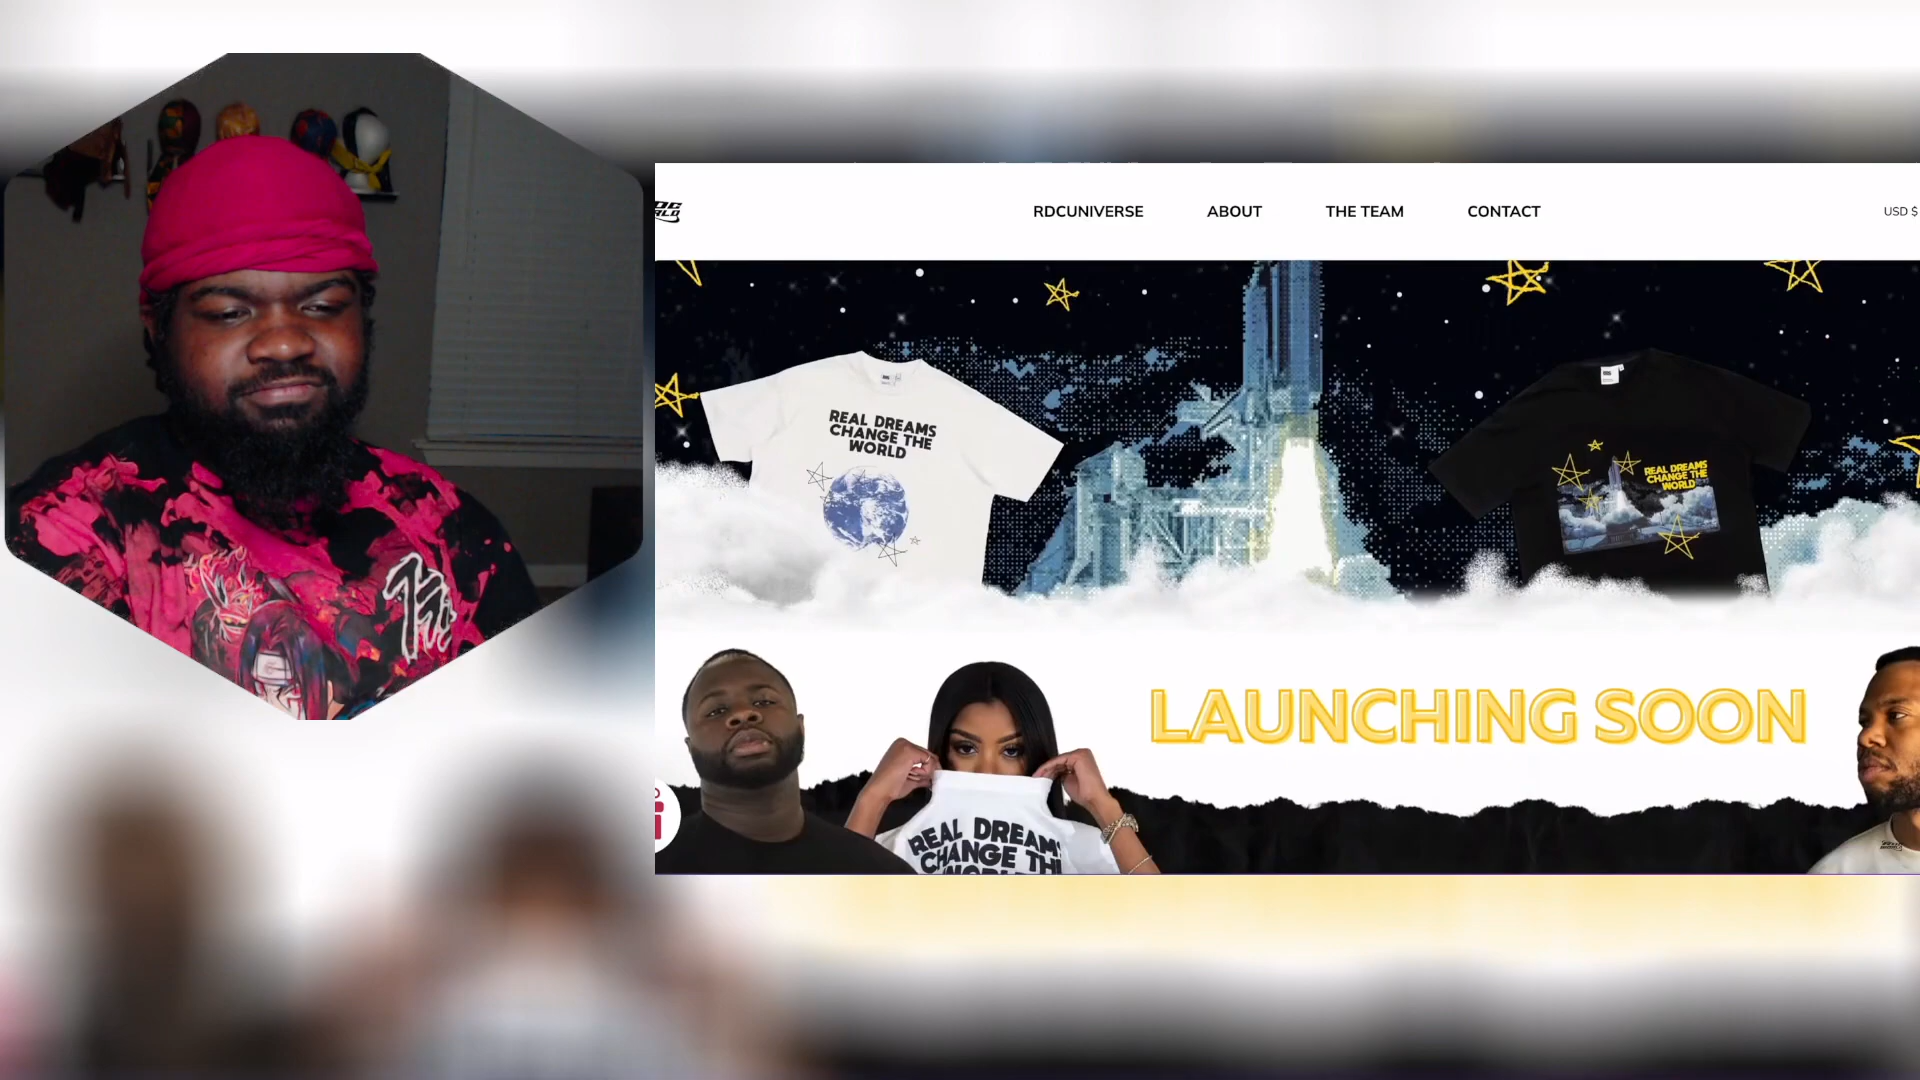 RDCUNIVERSE
ABOUT
THE TEAM
CONTACT
USD $
REAL DREAMS
CHANGE THE
WORLD
REAL DREAMS
CHANGE THE
WORLD
LAUNCHING SOON
REAL DREAM
CHANGE TH